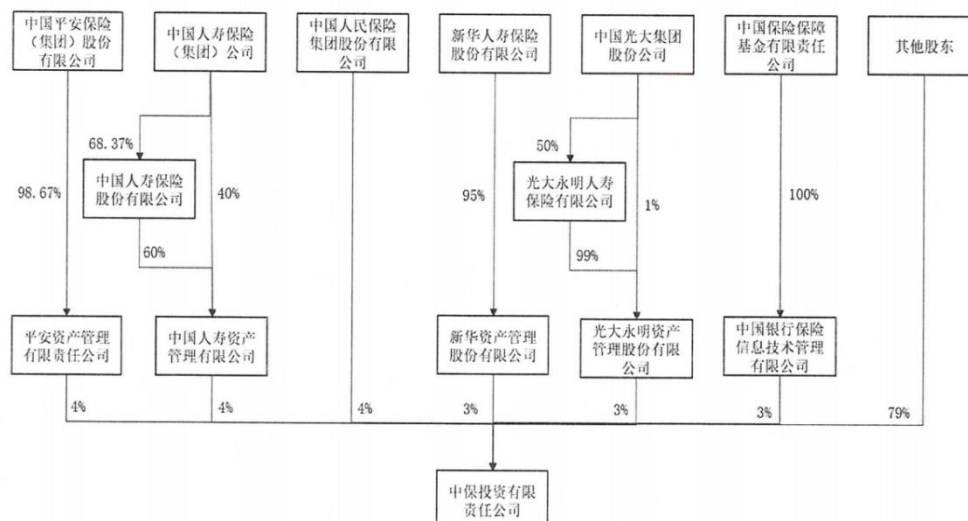 中国平安保险
（集团）股份
有限公司
中国人寿保险
（集团）公司
中国人民保险
集团股份有限
公司
新华人寿保险
股份有限公司
中国光大集团
股份公司
中国保险保障
基金有限责任
公司
其他股东
68.37%
50%
中国人寿保险
股份有限公司
光大永明人寿
保险有限公司
98.67%
40%
95%
1%
100%
60%
99%
平安资产管理
有限责任公司
中国人寿资产
管理有限公司
新华资产管理
股份有限公司
光大永明资产
管理股份有限
公司
中国银行保险
信息技术管理
有限公司
4%
4%
4%
3%
3%
3%
79%
中保投资有限
责任公司